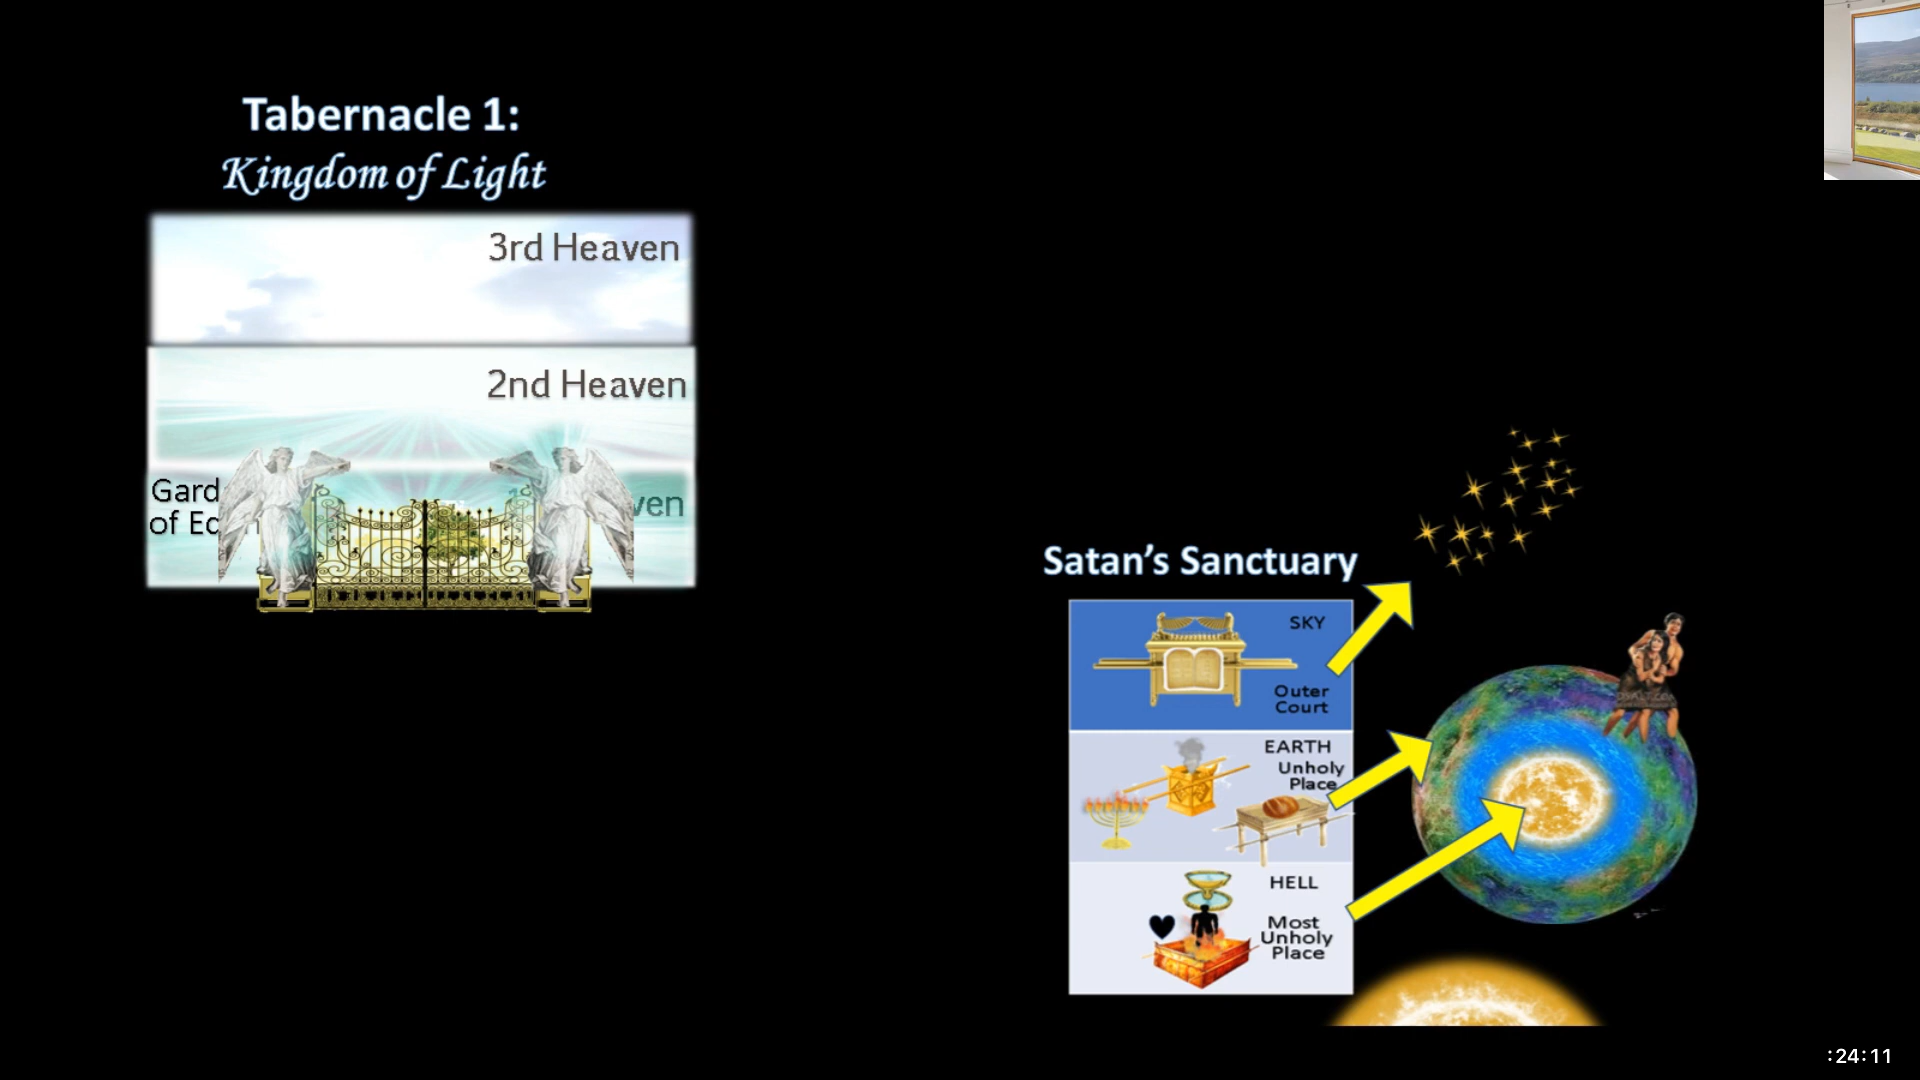 Tabernacle 1:
Kingdom of Light
3rd Heaven
2nd Heaven
Gard
of Ed
ven
Satan's Sanctuary
SKY
Outer
Court
EARTH
Unholy
Place
HELL
Most
Unholy
Place
:24:11